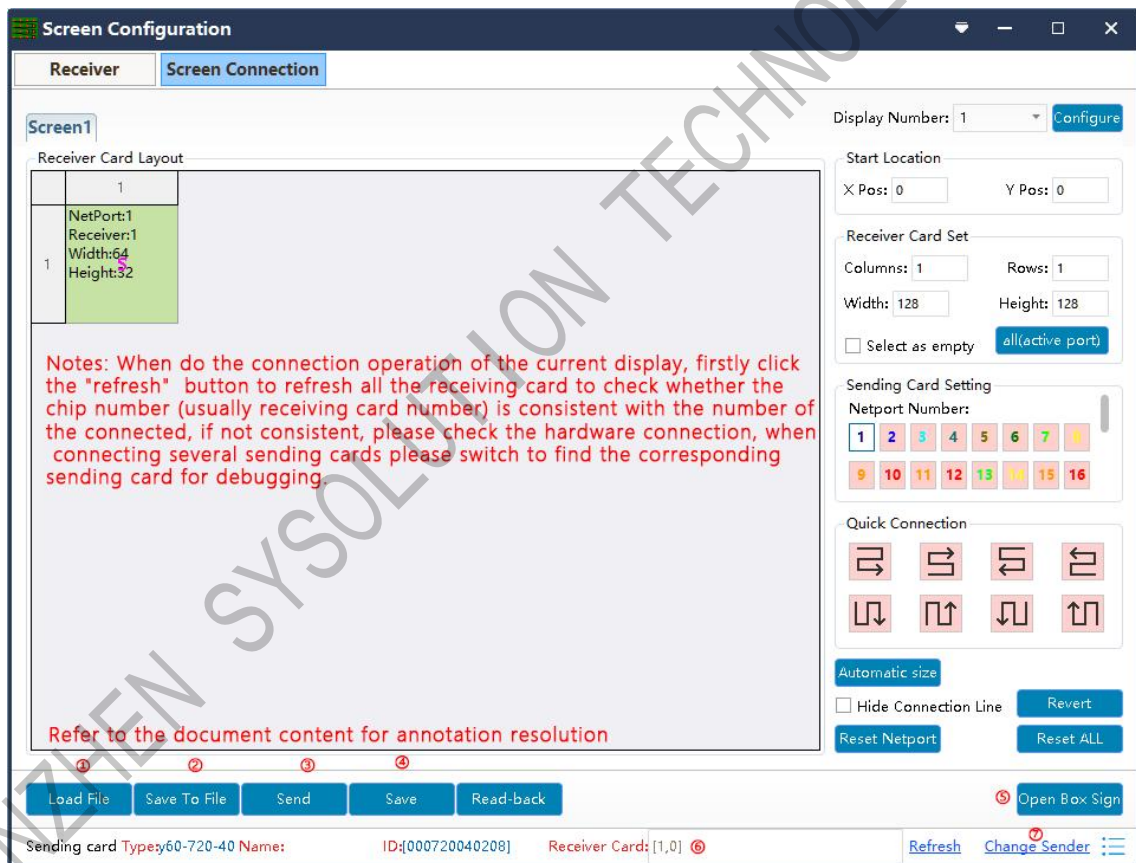 Screen Configuration
Receiver
Screen Connection
Screen1
Display Number: 1
Configure
Receiver Card Layout
1
1
NetPort:1
Receiver:1
Width:64
Height:32
S
Start Location
X Pos: 0
Y Pos: 0
Receiver Card Set
Columns: 1
Rows: 1
Width: 128
Height: 128
Select as empty
all(active port)
Notes: When do the connection operation of the current display, firstly click
the "refresh" button to refresh all the receiving card to check whether the
chip number (usually receiving card number) is consistent with the number of
the connected, if not consistent, please check the hardware connection, when
connecting several sending cards please switch to find the corresponding
sending card for debugging.
Sending Card Setting
Netport Number:
1 2 3 4 5 6 7 8
9 10 11 12 13 14 15 16
Quick Connection
Automatic size
Hide Connection Line
Revert
Reset Netport
Reset ALL
Refer to the document content for annotation resolution
① ② ③ ④
Load File
Save To File
Send
Save
Read-back
⑤ Open Box Sign
Sending card Type:y60-720-40 Name:
ID:[000720040208]
Receiver Card: [1,0] ⑥
Refresh
⑦
Change Sender
SYSOLUTION TECHNOL